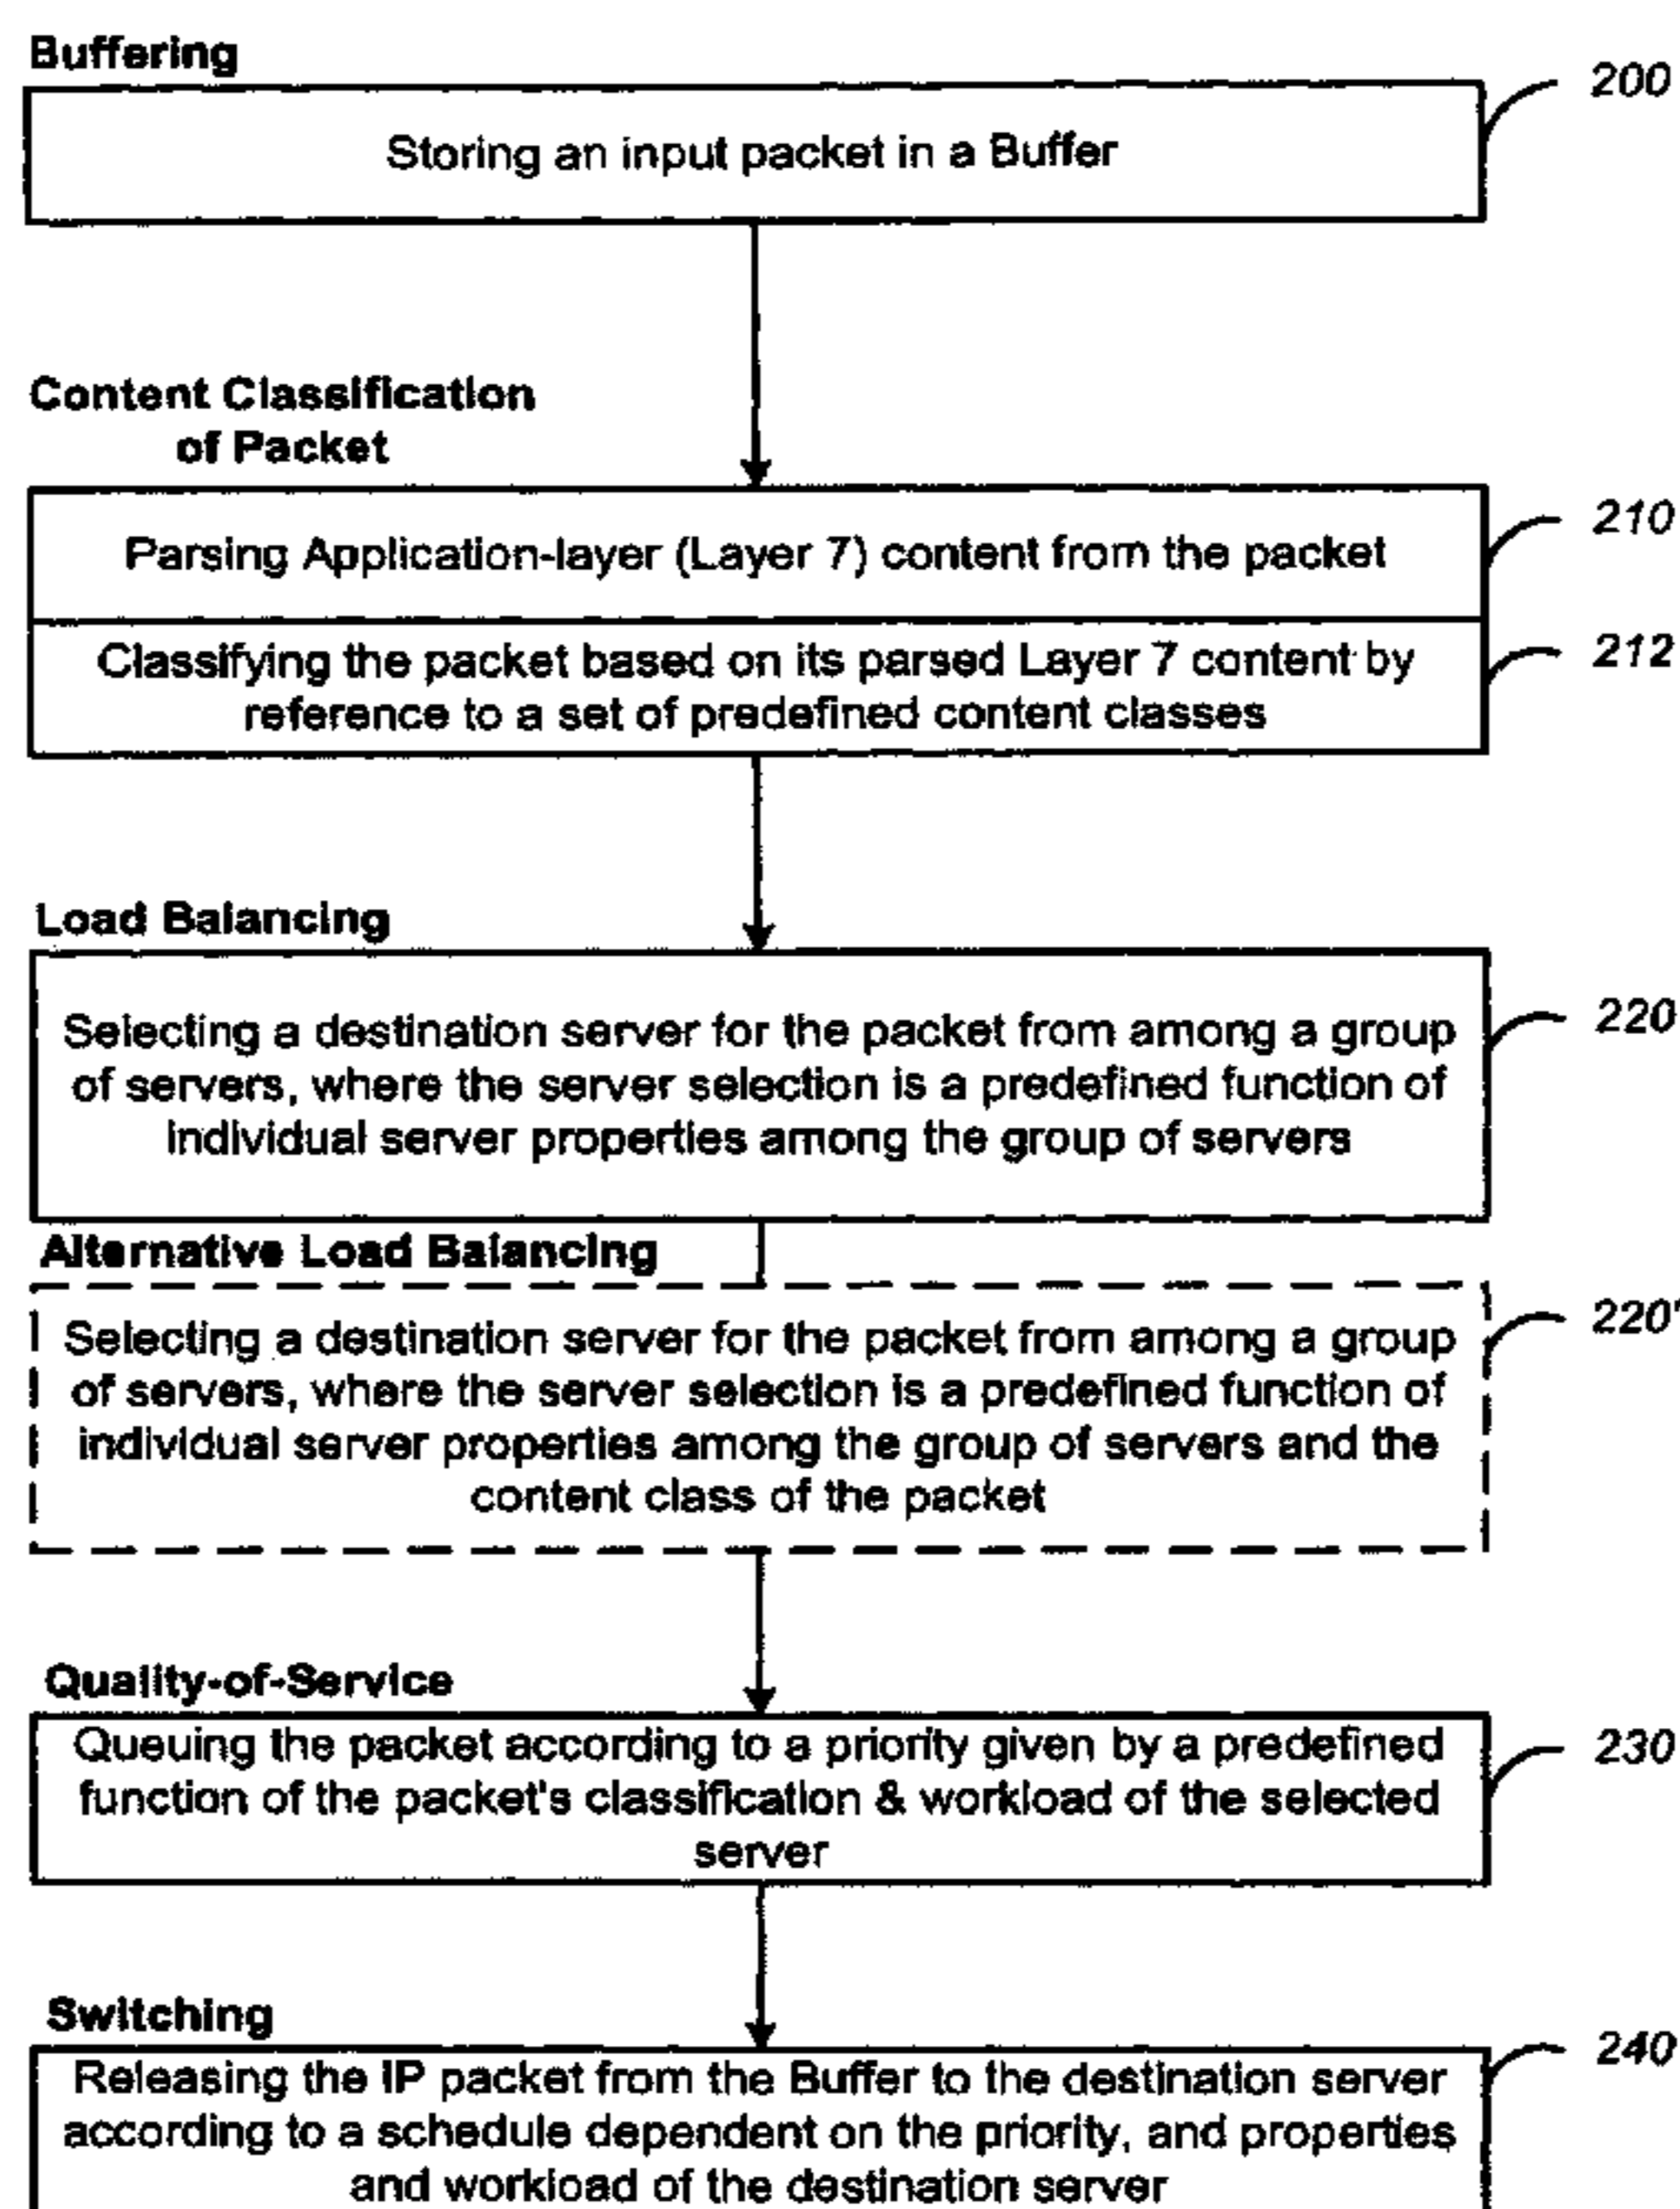 Buffering
200
Storing an input packet in a Buffer
Content Classification
of Packet
210
Parsing Application-layer (Layer 7) content from the packet
212
Classifying the packet based on its parsed Layer 7 content by
reference to a set of predefined content classes
Load Balancing
220
Selecting a destination server for the packet from among a group
of servers, where the server selection is a predefined function of
individual server properties among the group of servers
Alternative Load Balancing
220'
Selecting a destination server for the packet from among a group
of servers, where the server selection is a predefined function of
individual server properties among the group of servers and the
content class of the packet
Quality-of-Service
230
Queuing the packet according to a priority given by a predefined
function of the packet's classification & workload of the selected
server
Switching
240
Releasing the IP packet from the Buffer to the destination server
according to a schedule dependent on the priority, and properties
and workload of the destination server